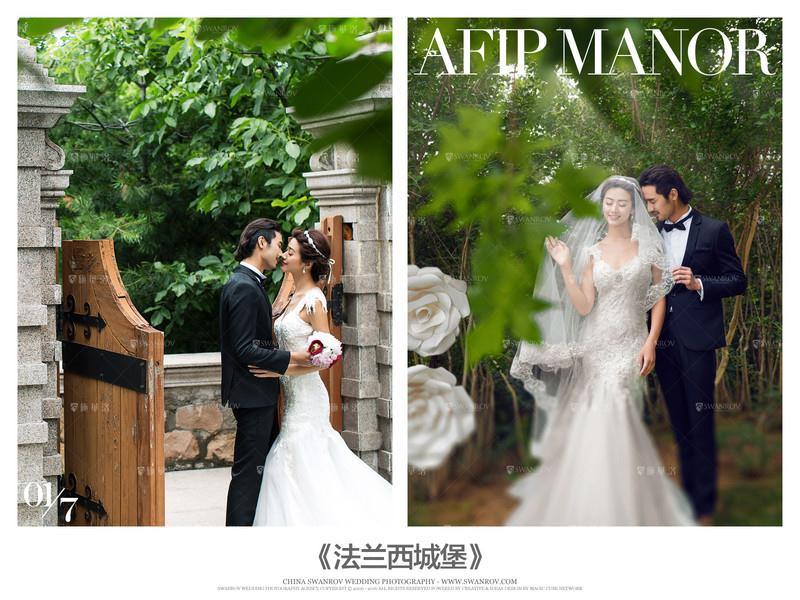 AFIP MANOR
01/7
《法兰西城堡》
CHINA SWANROV WEDDING PHOTOGRAPHY - WWW.SWANROV.COM